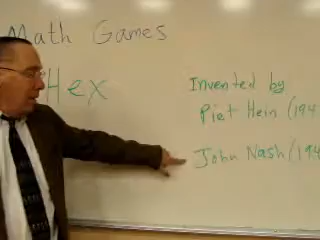 Math Games
Hex
Invented by
Piet Hein (194
John Nash (194